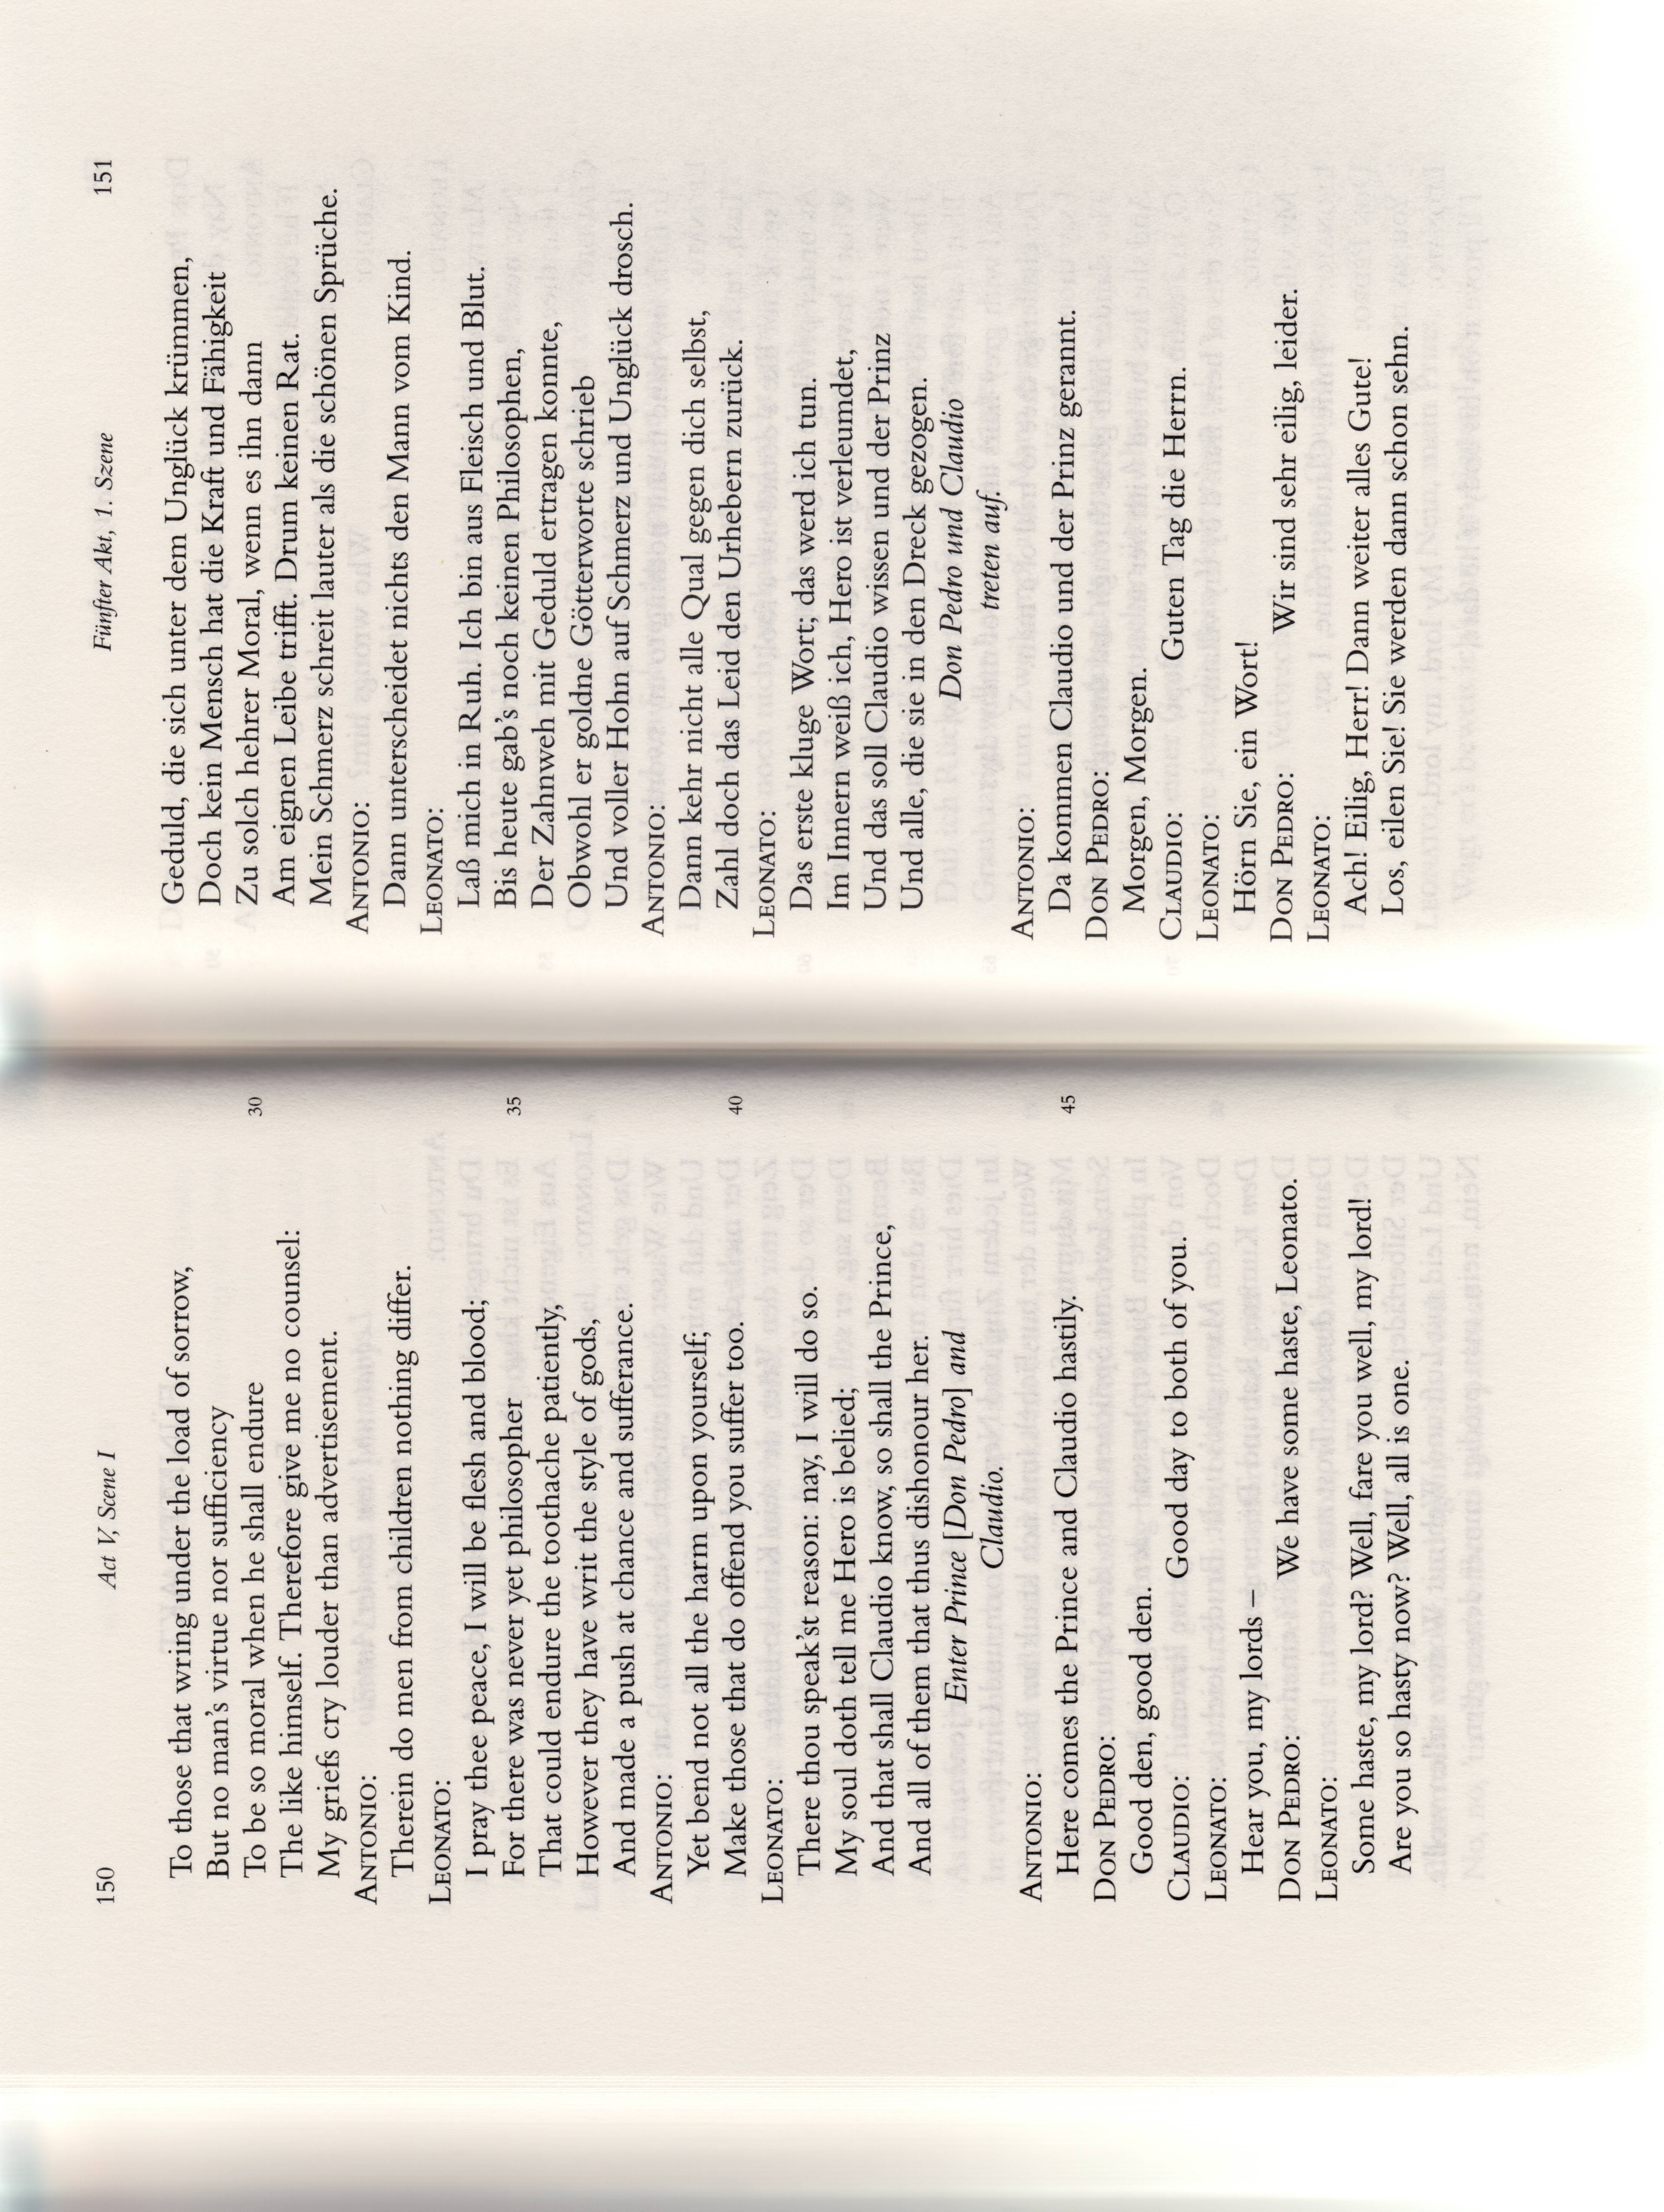 150
Act V, Scene I
To those that wring under the load of sorrow,
But no man's virtue nor sufficiency
To be so moral when he shall endure
30
The like himself. Therefore give me no counsel:
My griefs cry louder than advertisement.
ANTONIO:
Therein do men from children nothing differ.
LEONATO:
I pray thee peace, I will be flesh and blood;
For there was never yet philosopher
35
That could endure the toothache patiently,
However they have writ the style of gods,
And made a push at chance and sufferance.
ANTONIO:
Yet bend not all the harm upon yourself;
Make those that do offend you suffer too.
40
LEONATO:
There thou speak'st reason: nay, I will do so.
My soul doth tell me Hero is belied;
And that shall Claudio know, so shall the Prince,
And all of them that thus dishonour her.
Enter Prince [Don Pedro] and
Claudio.
ANTONIO:
Here comes the Prince and Claudio hastily.
45
DON PEDRO:
Good den, good den.
CLAUDIO: Good day to both of you.
LEONATO:
Hear you, my lords –
DON PEDRO: We have some haste, Leonato.
LEONATO:
Some haste, my lord? Well, fare you well, my lord!
Are you so hasty now? Well, all is one.
Fünfter Akt, 1. Szene
151
Geduld, die sich unter dem Unglück krümmen,
Doch kein Mensch hat die Kraft und Fähigkeit
Zu solch hehrer Moral, wenn es ihn dann
Am eignen Leibe trifft. Drum keinen Rat.
Mein Schmerz schreit lauter als die schönen Sprüche.
ANTONIO:
Dann unterscheidet nichts den Mann vom Kind.
LEONATO:
Laß mich in Ruh. Ich bin aus Fleisch und Blut.
Bis heute gab's noch keinen Philosophen,
Der Zahnweh mit Geduld ertragen konnte,
Obwohl er goldne Götterworte schrieb
Und voller Hohn auf Schmerz und Unglück drosch.
ANTONIO:
Dann kehr nicht alle Qual gegen dich selbst,
Zahl doch das Leid den Urhebern zurück.
LEONATO:
Das erste kluge Wort; das werd ich tun.
Im Innern weiß ich, Hero ist verleumdet,
Und das soll Claudio wissen und der Prinz
Und alle, die sie in den Dreck gezogen.
Don Pedro und Claudio
treten auf.
ANTONIO:
Da kommen Claudio und der Prinz gerannt.
DON PEDRO:
Morgen, Morgen.
CLAUDIO: Guten Tag die Herrn.
LEONATO:
Hörn Sie, ein Wort!
DON PEDRO: Wir sind sehr eilig, leider.
LEONATO:
Ach! Eilig, Herr! Dann weiter alles Gute!
Los, eilen Sie! Sie werden dann schon sehn.